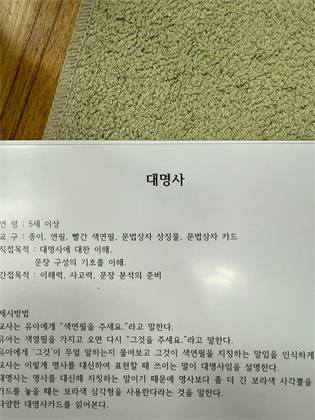 대명사
연 령 : 5세 이상
교 구 : 종이, 연필, 빨간 색연필, 문법상자 상징물, 문법상자 카드
직접목적 : 대명사에 대한 이해.
문장 구성의 기초를 이해.
간접목적 : 이해력, 사고력, 문장 분석의 준비
제시방법
교사는 유아에게 "색연필을 주세요."라고 말한다.
유아는 색열필을 가지고 오면 다시 "그것을 주세요."라고 말한다.
유아에게 '그것'이 무얼 말하는지 물어보고 그것이 색연필을 지칭하는 말임을 인식하게
교사는 이렇게 명사를 대신하여 표현할 때 쓰이는 말이 대명사임을 설명한다.
대명사는 명사를 대신해 지칭하는 말이기 때문에 명사보다 좀 더 긴 보라색 사각뿔을
카드를 놓을 때는 보라색 삼각형을 사용한다라는 것을 말한다.
다양한 대명사카드를 읽어본다.